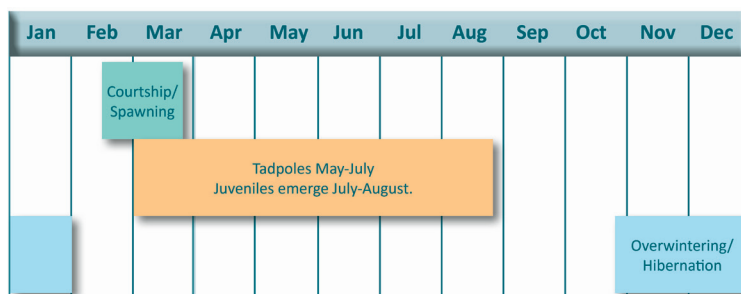 Jan Feb Mar Apr May Jun Jul Aug Sep Oct Nov Dec
Courtship/
Spawning
Tadpoles May-July
Juveniles emerge July-August.
Overwintering/
Hibernation